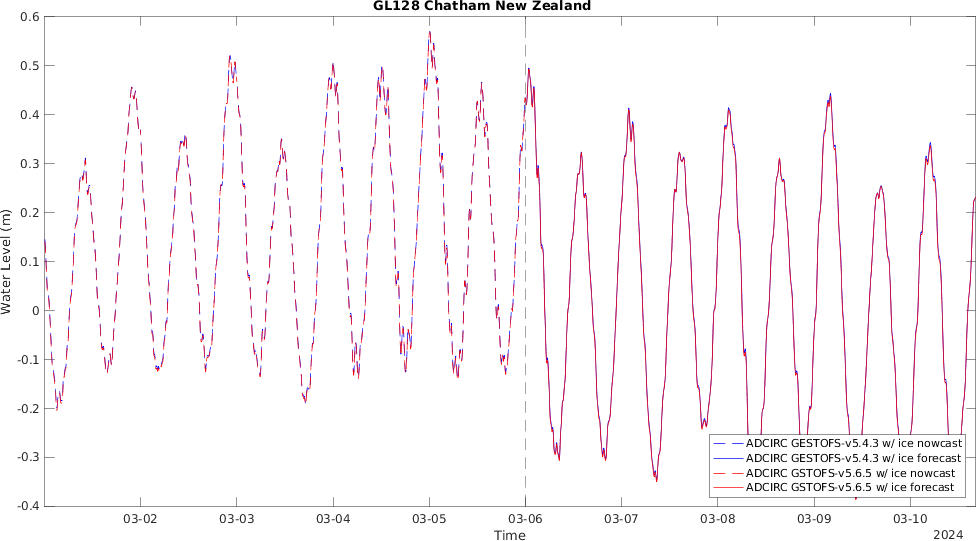 GL128 Chatham New Zealand
0.6
0.5
0.4
0.3
0.2
0.1
0
-0.1
-0.2
-0.3
-0.4
Water Level (m)
ADCIRC GESTOFS-v5.4.3 w/ ice nowcast
ADCIRC GESTOFS-v5.4.3 w/ ice forecast
ADCIRC GSTOFS-v5.6.5 w/ ice nowcast
ADCIRC GSTOFS-v5.6.5 w/ ice forecast
03-02 03-03 03-04 03-05 03-06 03-07 03-08 03-09 03-10
Time
2024